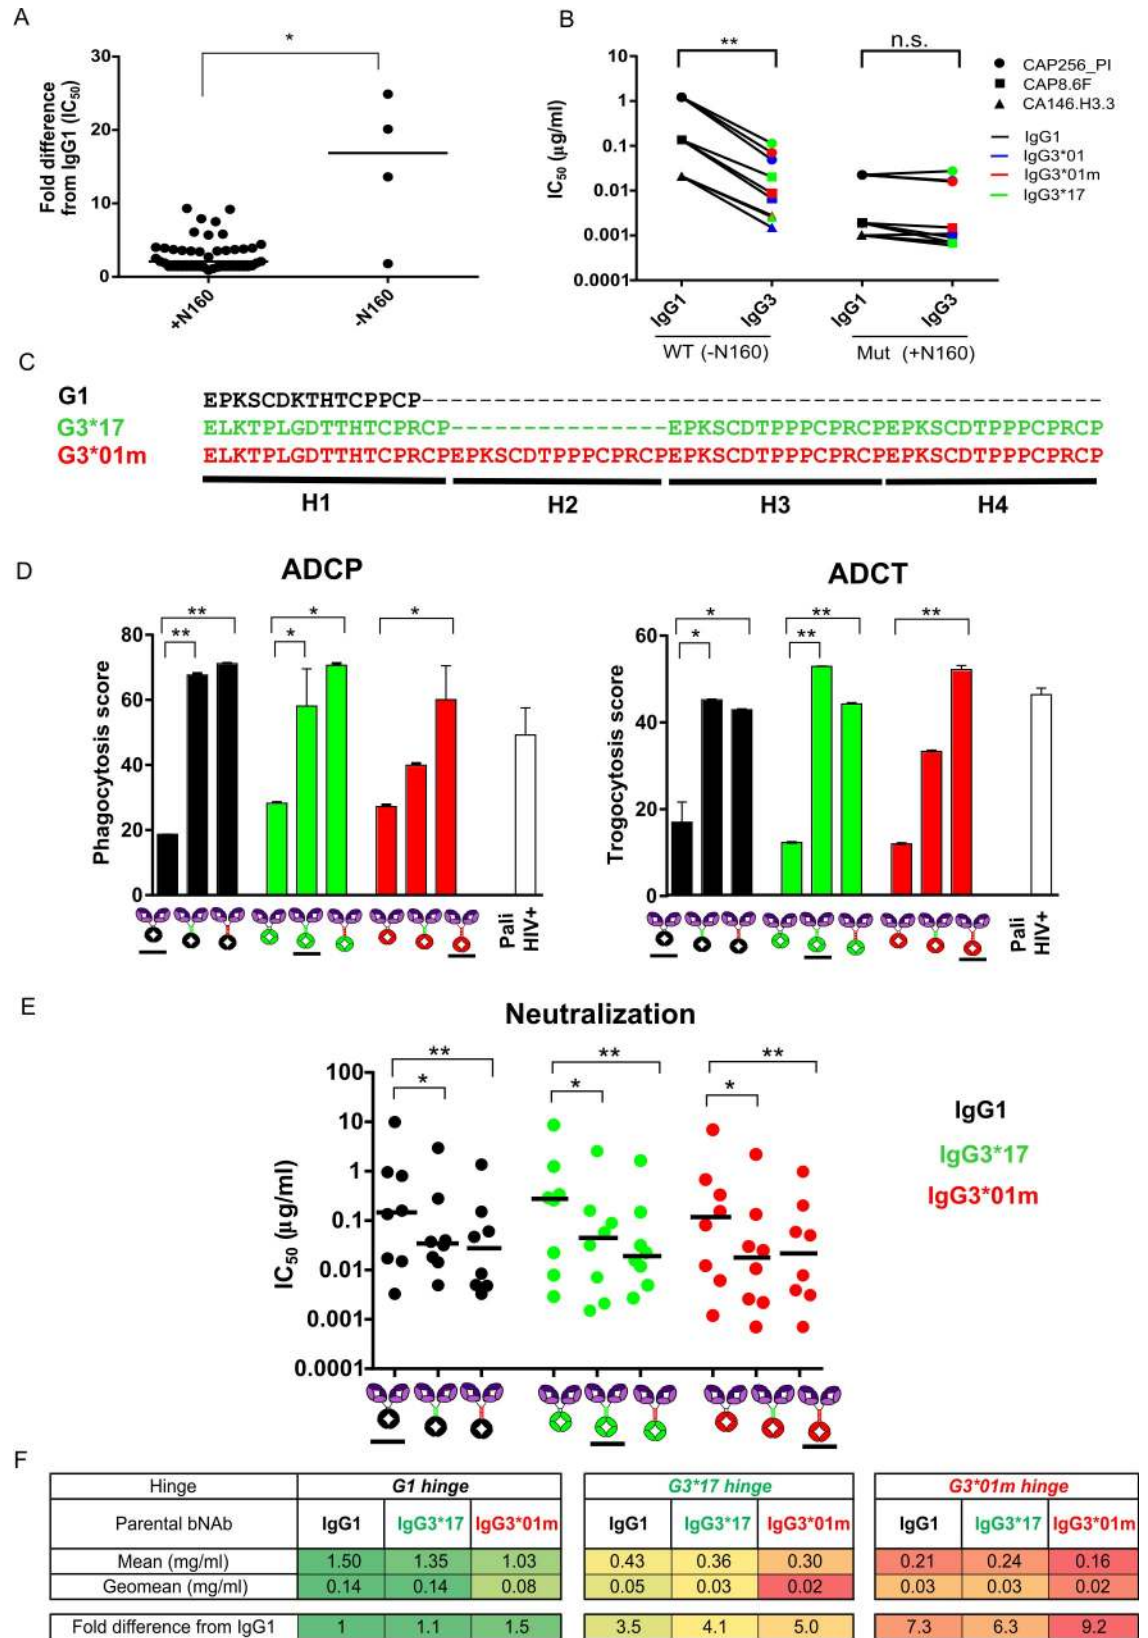 A
*
Fold difference
from IgG1 (IC50)
30
20
10
0
+N160
-N160
B
**
n.s.
IC50 (µg/ml)
10
1
0.1
0.01
0.001
0.0001
IgG1
IgG3
IgG1
IgG3
WT (-N160)
Mut (+N160)
CAP256_PI
CAP8.6F
CA146.H3.3
IgG1
IgG3*01
IgG3*01m
IgG3*17
C
G1 EPKSCDKTHTCPPCP----------------------------------------------
G3*17 ELKTPLGDTTHTCPRCP---------------EPKSCDTPPPCPRCPEPKSCDTPPPCPRCP
G3*01m ELKTPLGDTTHTCPRCPEPKSCDTPPPCPRCPEPKSCDTPPPCPRCPEPKSCDTPPPCPRCP
H1 H2 H3 H4
D
ADCP
Phagocytosis score
80
60
40
20
0
** ** * * *
Pali
HIV+
ADCT
Trogocytosis score
60
40
20
0
* * ** ** **
Pali
HIV+
E
Neutralization
IC50 (µg/ml)
100
10
1
0.1
0.01
0.001
0.0001
** ** **
* * *
IgG1
IgG3*17
IgG3*01m
F
Hinge G1 hinge G3*17 hinge G3*01m hinge
Parental bNAb IgG1 IgG3*17 IgG3*01m IgG1 IgG3*17 IgG3*01m IgG1 IgG3*17 IgG3*01m
Mean (mg/ml) 1.50 1.35 1.03 0.43 0.36 0.30 0.21 0.24 0.16
Geomean (mg/ml) 0.14 0.14 0.08 0.05 0.03 0.02 0.03 0.03 0.02
Fold difference from IgG1 1 1.1 1.5 3.5 4.1 5.0 7.3 6.3 9.2